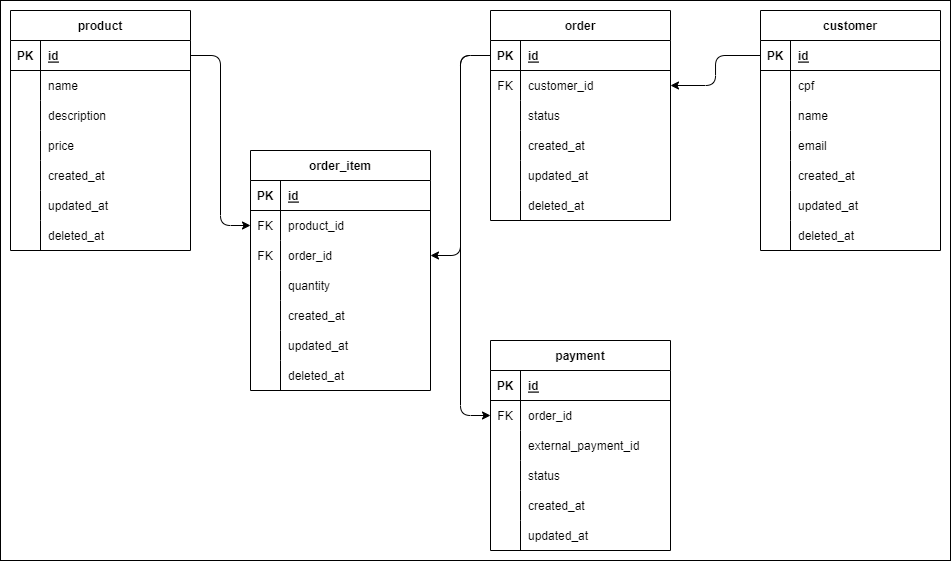 product
PK id
name
description
price
created_at
updated_at
deleted_at
order_item
PK id
FK product_id
FK order_id
quantity
created_at
updated_at
deleted_at
order
PK id
FK customer_id
status
created_at
updated_at
deleted_at
customer
PK id
cpf
name
email
created_at
updated_at
deleted_at
payment
PK id
FK order_id
external_payment_id
status
created_at
updated_at